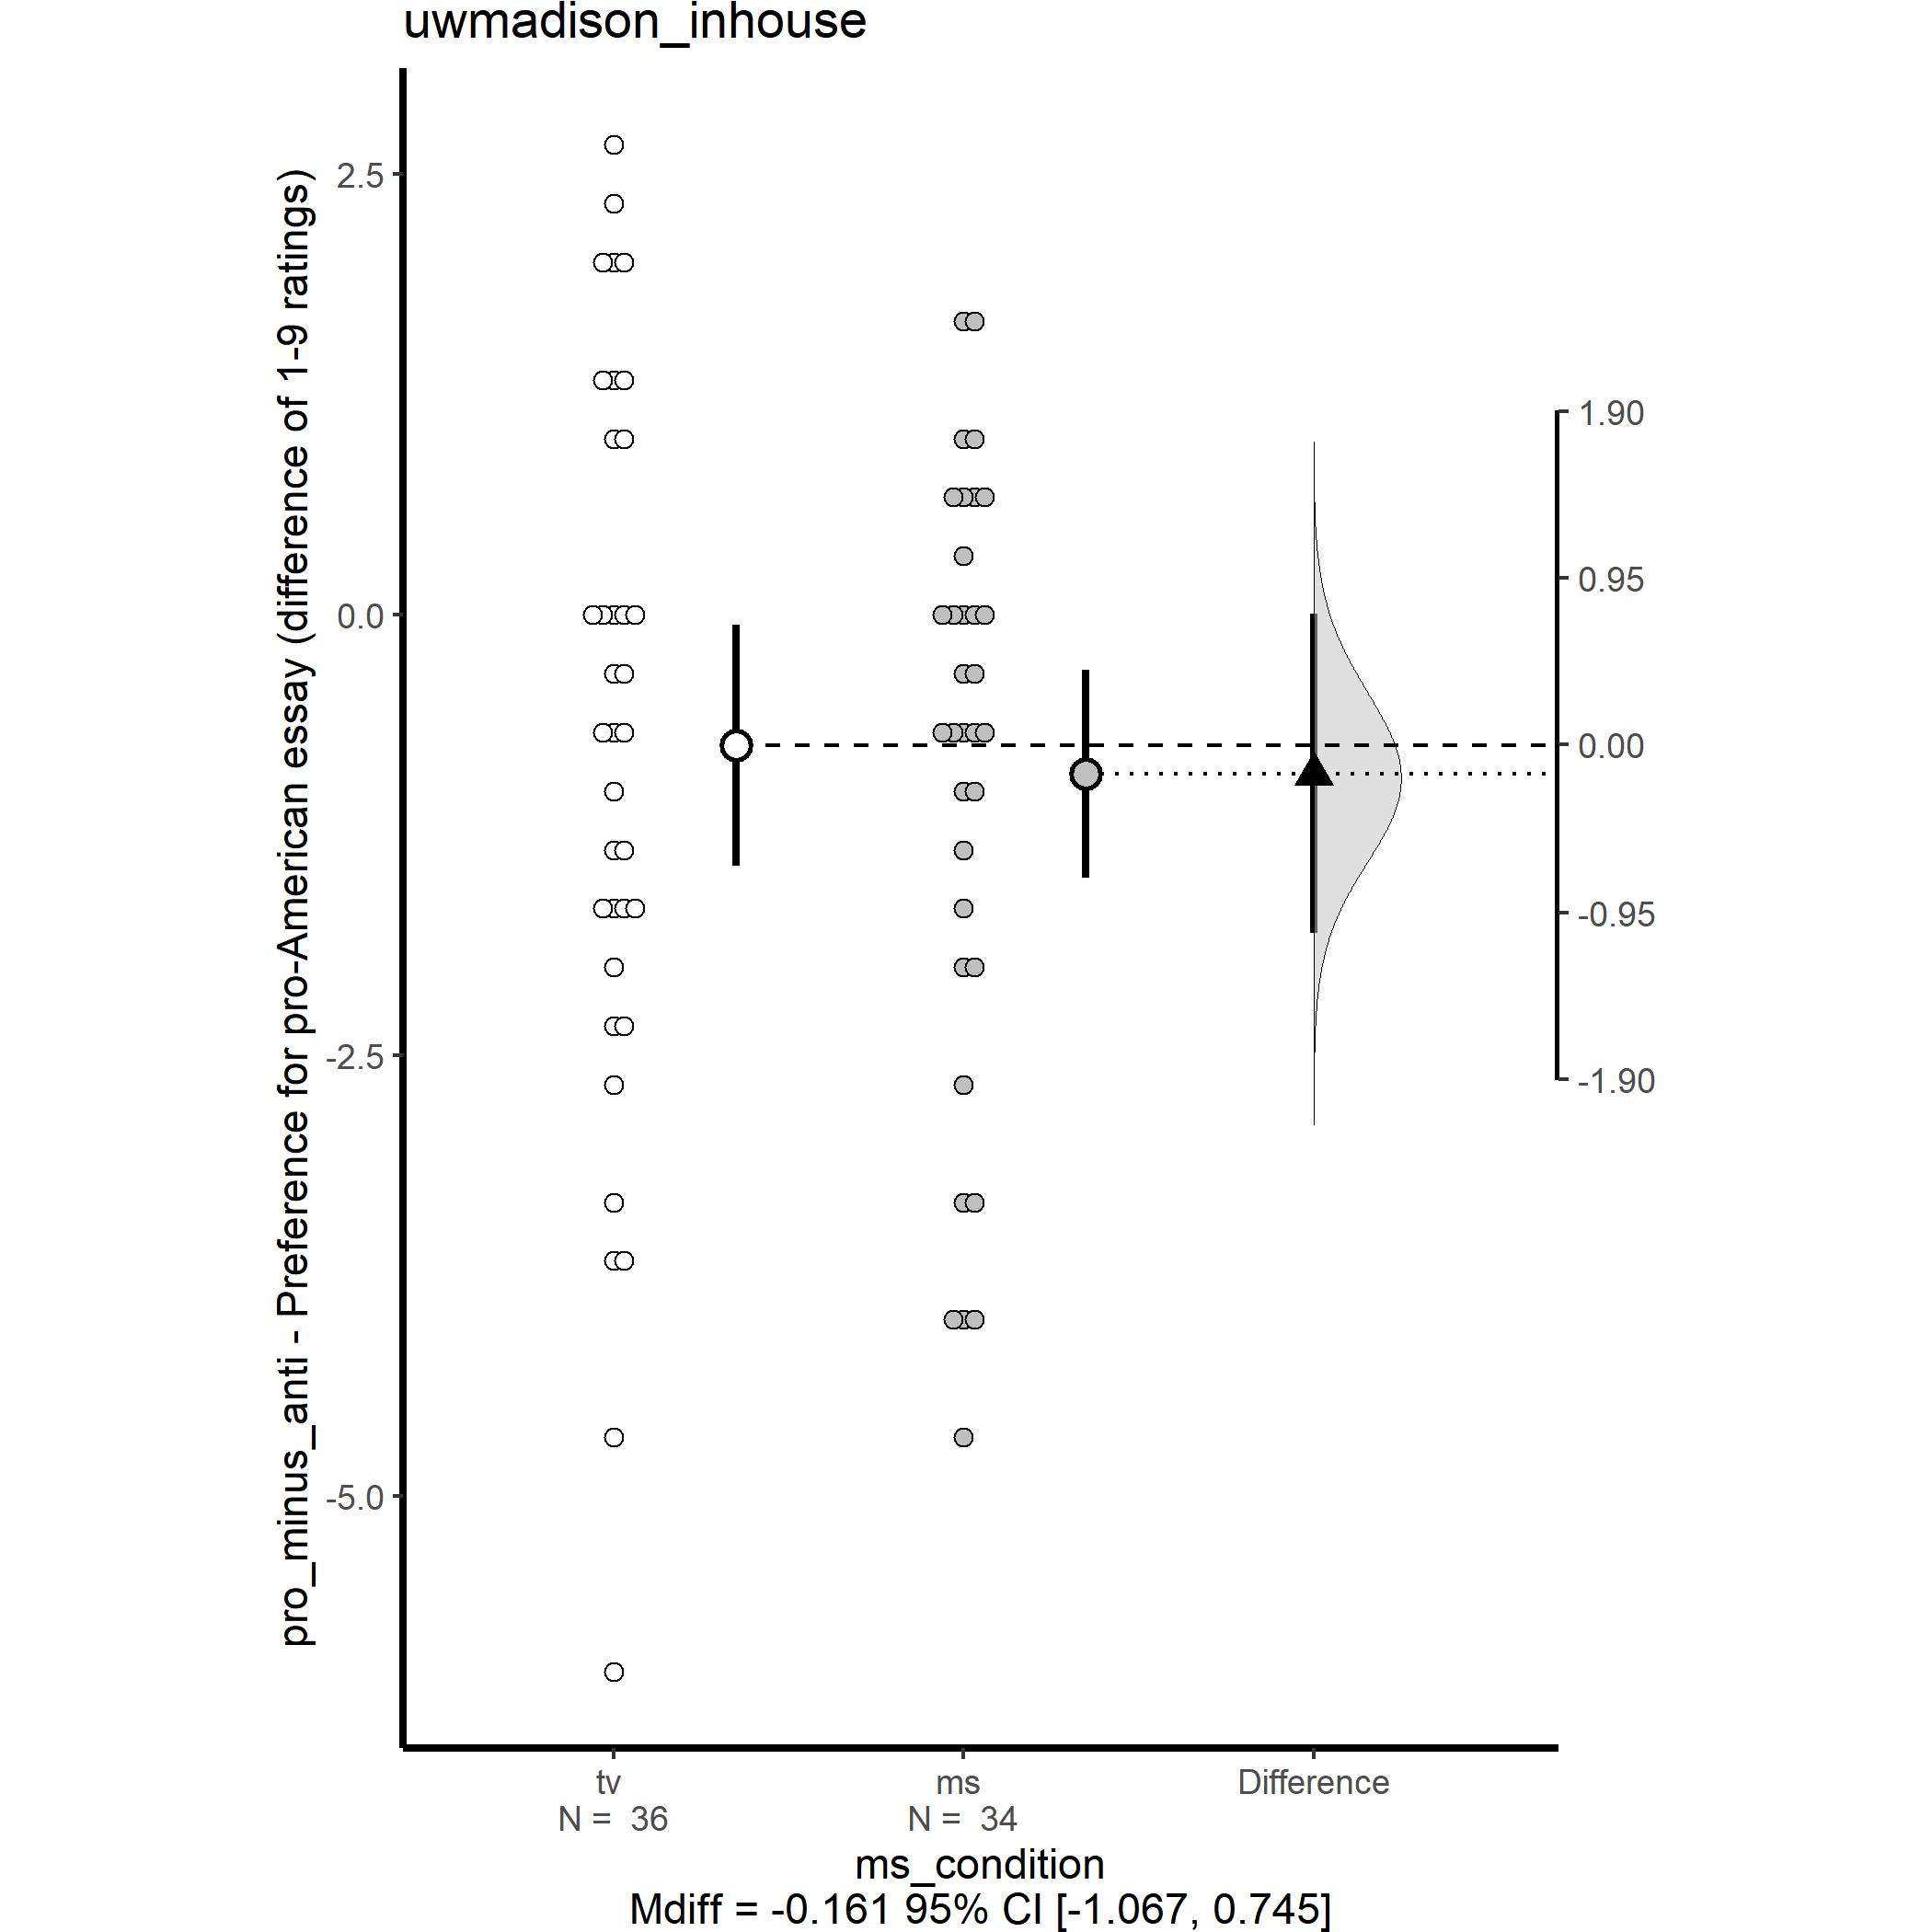 uwmadison_inhouse
pro_minus_anti - Preference for pro-American essay (difference of 1-9 ratings)
2.5
0.0
-2.5
-5.0
1.90
0.95
0.00
-0.95
-1.90
tv
N =  36
ms
N =  34
Difference
ms_condition
Mdiff = -0.161 95% CI [-1.067, 0.745]